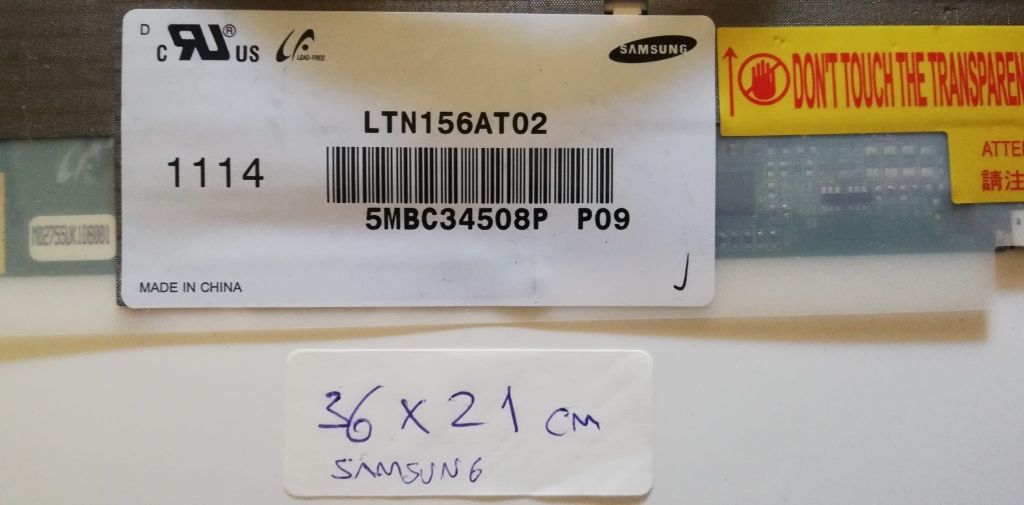 D
c RU® US
LEAD-FREE
SAMSUNG
LTN156AT02
1114
5MBC34508P P09
MADE IN CHINA
J
DON'T TOUCH THE TRANSPAREN
ATTE
請注
36 x 21 cm
SAMSUNG